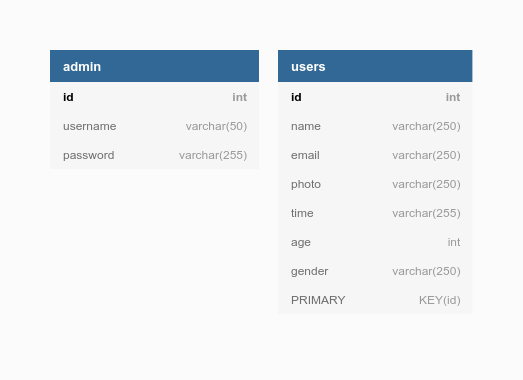 admin
id int
username varchar(50)
password varchar(255)
users
id int
name varchar(250)
email varchar(250)
photo varchar(250)
time varchar(255)
age int
gender varchar(250)
PRIMARY KEY(id)